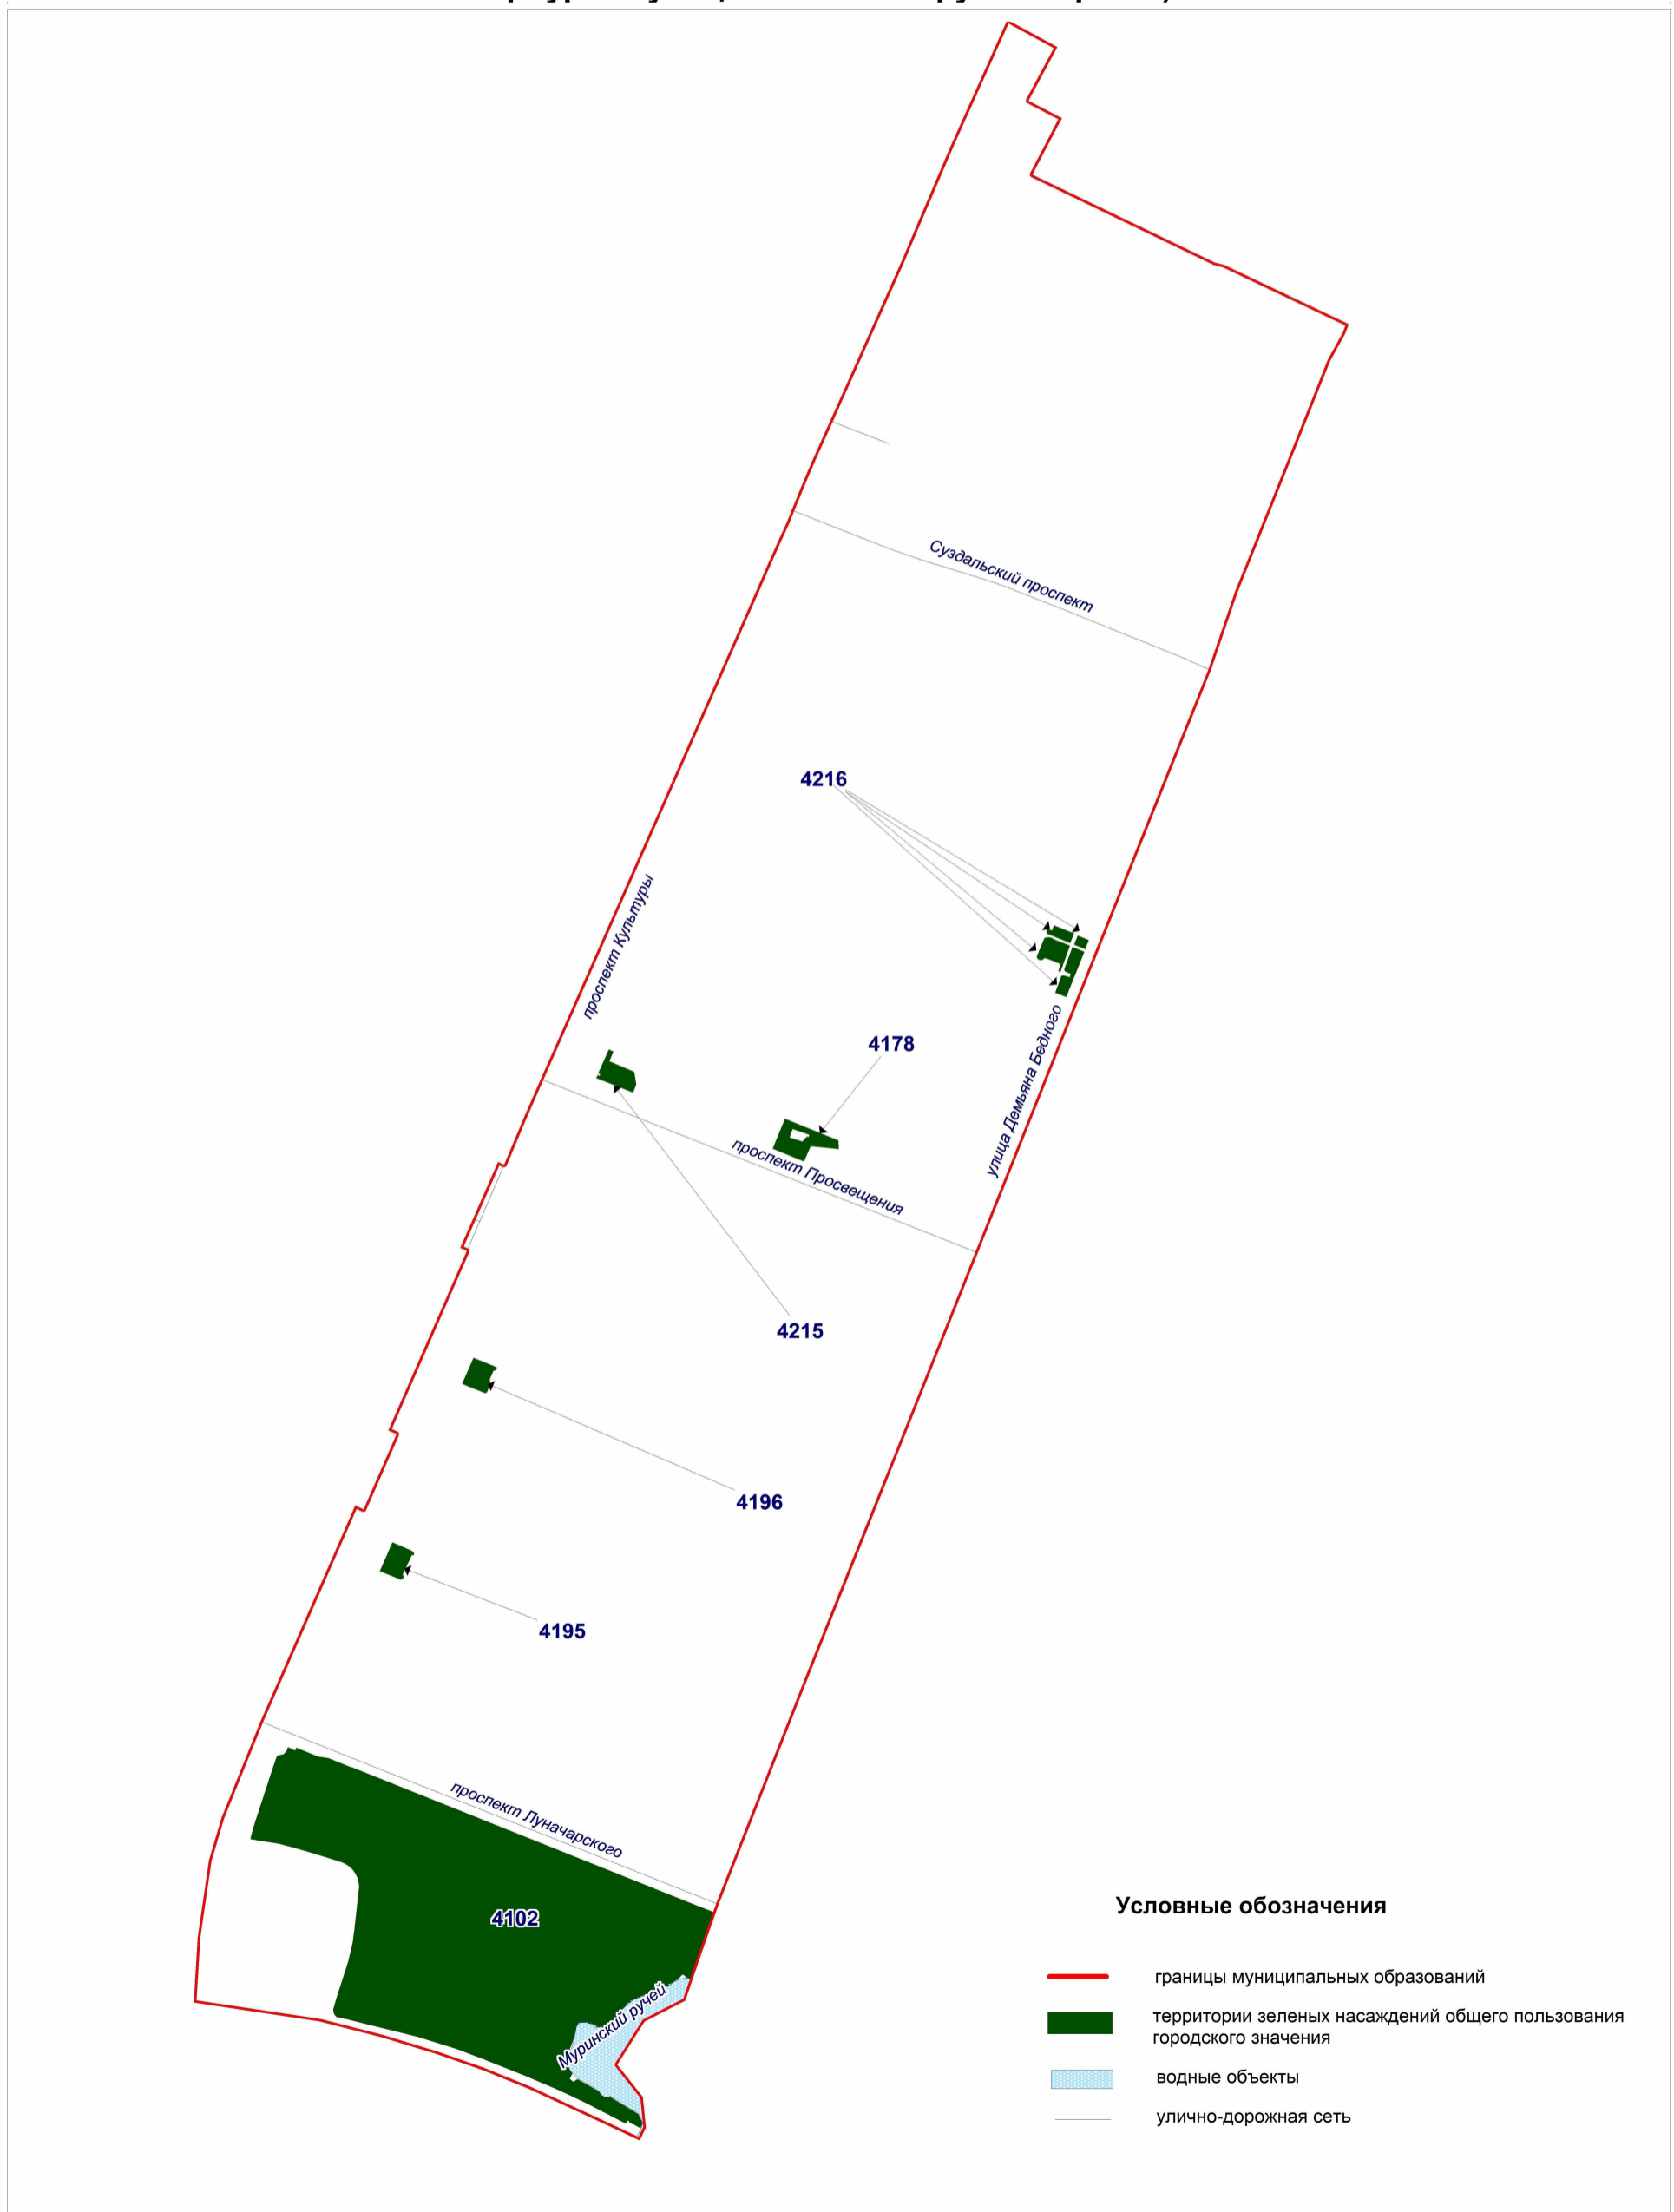 Суздальский проспект
4216
проспект Культуры
4178
улица Демьяна Бедного
проспект Просвещения
4215
4196
4195
проспект Луначарского
4102
Муринский ручей
Условные обозначения
границы муниципальных образований
территории зеленых насаждений общего пользования
городского значения
водные объекты
улично-дорожная сеть